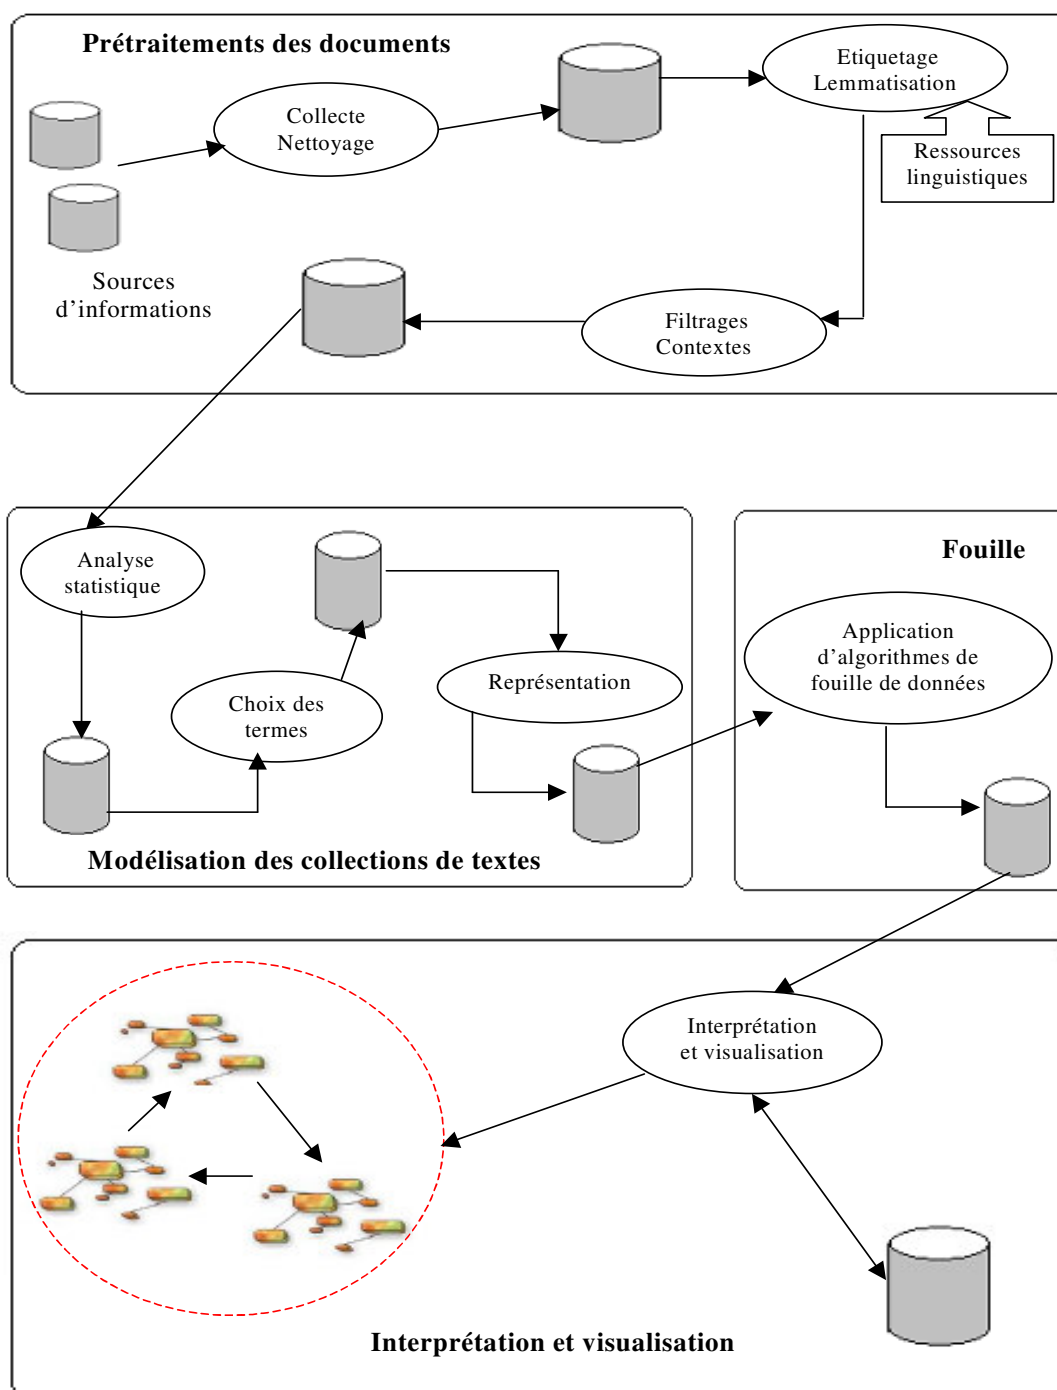 Prétraitements des documents
Collecte
Nettoyage
Etiquetage
Lemmatisation
Ressources
linguistiques
Sources
d’informations
Filtrages
Contextes
Analyse
statistique
Choix des
termes
Représentation
Modélisation des collections de textes
Fouille
Application
d’algorithmes de
fouille de données
Interprétation
et visualisation
Interprétation et visualisation